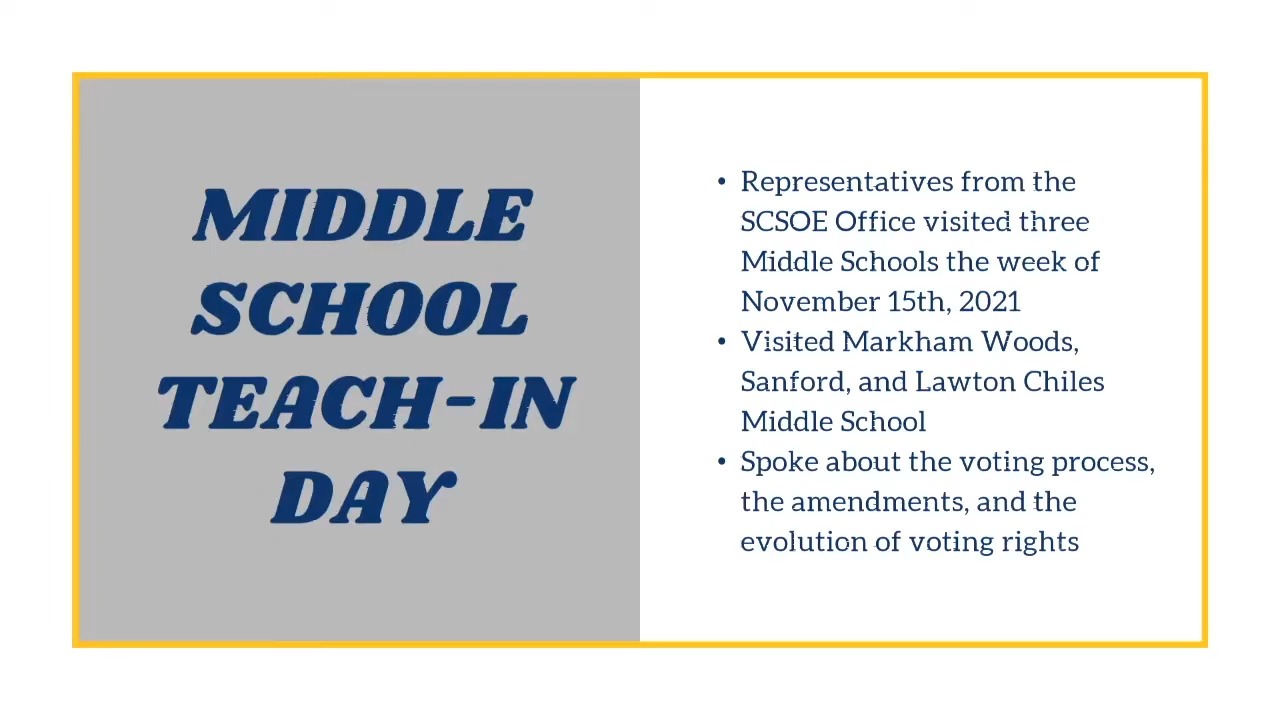 MIDDLE
SCHOOL
TEACH-IN
DAY
• Representatives from the
SCSOE Office visited three
Middle Schools the week of
November 15th, 2021
• Visited Markham Woods,
Sanford, and Lawton Chiles
Middle School
• Spoke about the voting process,
the amendments, and the
evolution of voting rights